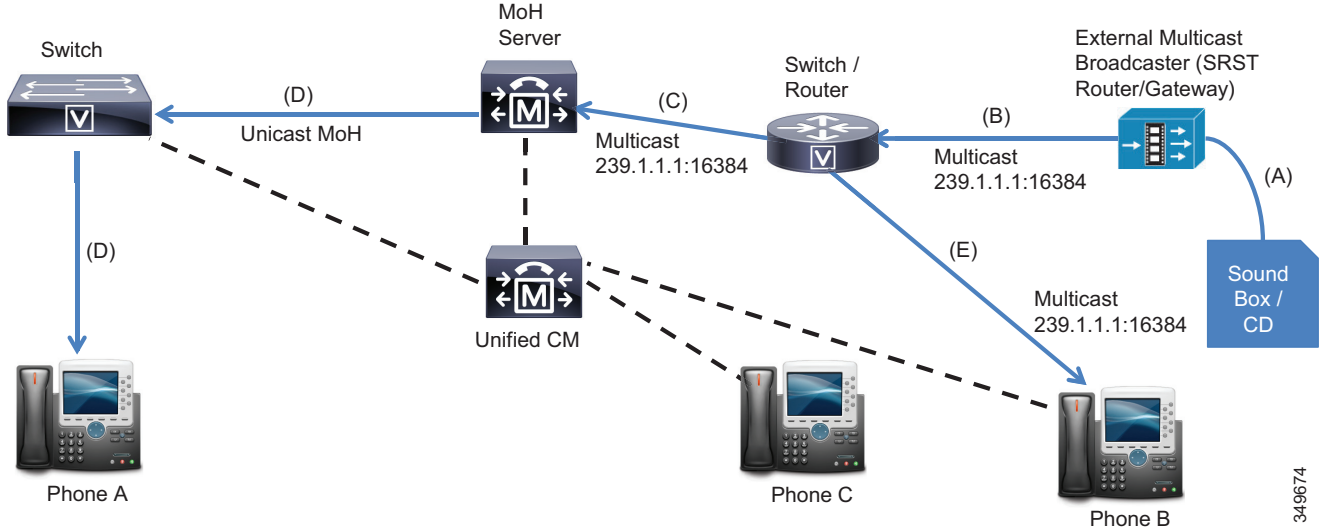 MoH
Server
Switch
External Multicast
Broadcaster (SRST
Router/Gateway)
Switch /
Router
(D)
Unicast MoH
(C)
Multicast
239.1.1.1:16384
V
M
V
(B)
Multicast
239.1.1.1:16384
(A)
(D)
M
Unified CM
(E)
Multicast
239.1.1.1:16384
Sound
Box /
CD
Phone A
Phone C
Phone B
349674